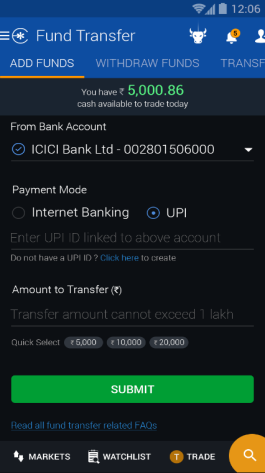 12:06
Fund Transfer
5
ADD FUNDS WITHDRAW FUNDS TRANSF
You have ₹ 5,000.86
cash available to trade today
From Bank Account
ICICI Bank Ltd - 002801506000
Payment Mode
Internet Banking UPI
Enter UPI ID linked to above account
Do not have a UPI ID ? Click here to create
Amount to Transfer (₹)
Transfer amount cannot exceed 1 lakh
Quick Select ₹ 5,000 ₹ 10,000 ₹ 20,000
SUBMIT
Read all fund transfer related FAQs
MARKETS WATCHLIST T TRADE